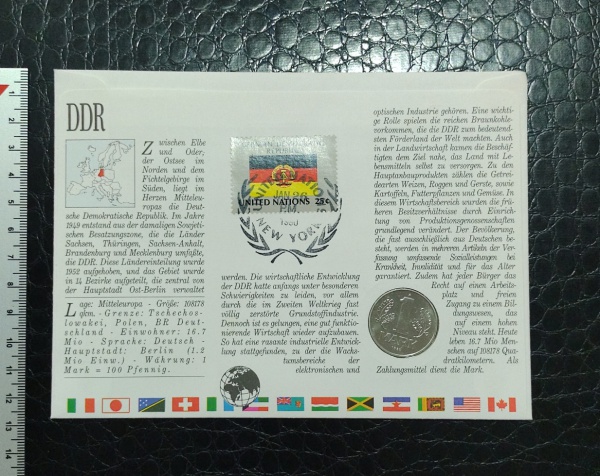 DDR
Zwischen Elbe
und Oder,
der Ostsee im
Norden und dem
Fichtelgebirge im
Süden, liegt im
Herzen Mitteleu-
ropas die Deut-
sche Demokratische Republik. Im Jahre
1949 entstand aus der damaligen Sowjeti-
schen Besatzungszone, die die Länder
Sachsen, Thüringen, Sachsen-Anhalt,
Brandenburg und Mecklenburg umfaßte,
die DDR. Diese Ländereinteilung wurde
1952 aufgehoben, und das Gebiet wurde
in 14 Bezirke aufgeteilt, die zentral von
der Hauptstadt Ost-Berlin verwaltet
Lage: Mitteleuropa - Größe: 108178
qkm. - Grenze: Tschechos-
lowakei, Polen, BR Deut-
schland - Einwohner: 16.7
Mio - Sprache: Deutsch -
Hauptstadt: Berlin (1.2
Mio Einw.) - Währung: 1
Mark = 100 Pfennig.
UNITED NATIONS 25c
UNITED NATIONS
JAN 26
NEW YORK
werden. Die wirtschaftliche Entwicklung
der DDR hatte anfangs unter besonderen
Schwierigkeiten zu leiden, vor allem
durch die im Zweiten Weltkrieg fast
völlig zerstörte Grundstoffindustrie.
Dennoch ist es gelungen, eine gut funktio-
nierende Wirtschaft wieder aufzubauen.
So hat eine rasante industrielle Entwick-
lung stattgefunden, zu der die Wachs-
tumsbereiche der
elektronischen und
optischen Industrie gehören. Eine wichti-
ge Rolle spielen die reichen Braunkohle-
vorkommen, die die DDR zum bedeutend-
sten Förderland der Welt machen. Auch
in der Landwirtschaft kamen die Beschäf-
tigten dem Ziel nahe, das Land mit Le-
bensmitteln selbst zu versorgen. Zu den
Hauptanbauprodukten zählen die Getrei-
dearten Weizen, Roggen und Gerste, sowie
Kartoffeln, Futterpflanzen und Gemüse. In
diesem Wirtschaftsbereich wurden die frü-
heren Besitzverhältnisse durch Einrich-
tung von Produktionsgenossenschaften
grundlegend verändert. Der Bevölkerung,
die fast ausschließlich aus Deutschen be-
steht, werden in mehreren Artikeln der Ver-
fassung umfassende Sozialleistungen bei
Krankheit, Invalidität und für das Alter
garantiert. Zudem hat jeder Bürger das
Recht auf einen Arbeits-
platz und freien
Zugang zu einem Bil-
dungswesen, das
auf einem hohen
Niveau steht. Heute
leben 16.7 Mio Men-
schen auf 108178 Qua-
dratkilometern. Als
Zahlungsmittel dient die Mark.